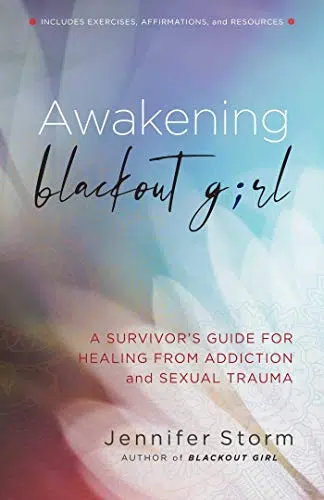 INCLUDES EXERCISES, AFFIRMATIONS, and RESOURCES
Awakening
blackout g;rl
A SURVIVOR'S GUIDE FOR
HEALING FROM ADDICTION
and SEXUAL TRAUMA
Jennifer Storm
AUTHOR of BLACKOUT GIRL